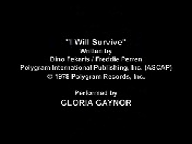 "I Will Survive"
Written by
Dino Fekaris / Freddie Perren
Polygram International Publishing, Inc. (ASCAP)
© 1978 Polygram Records, Inc.
Performed by
GLORIA GAYNOR